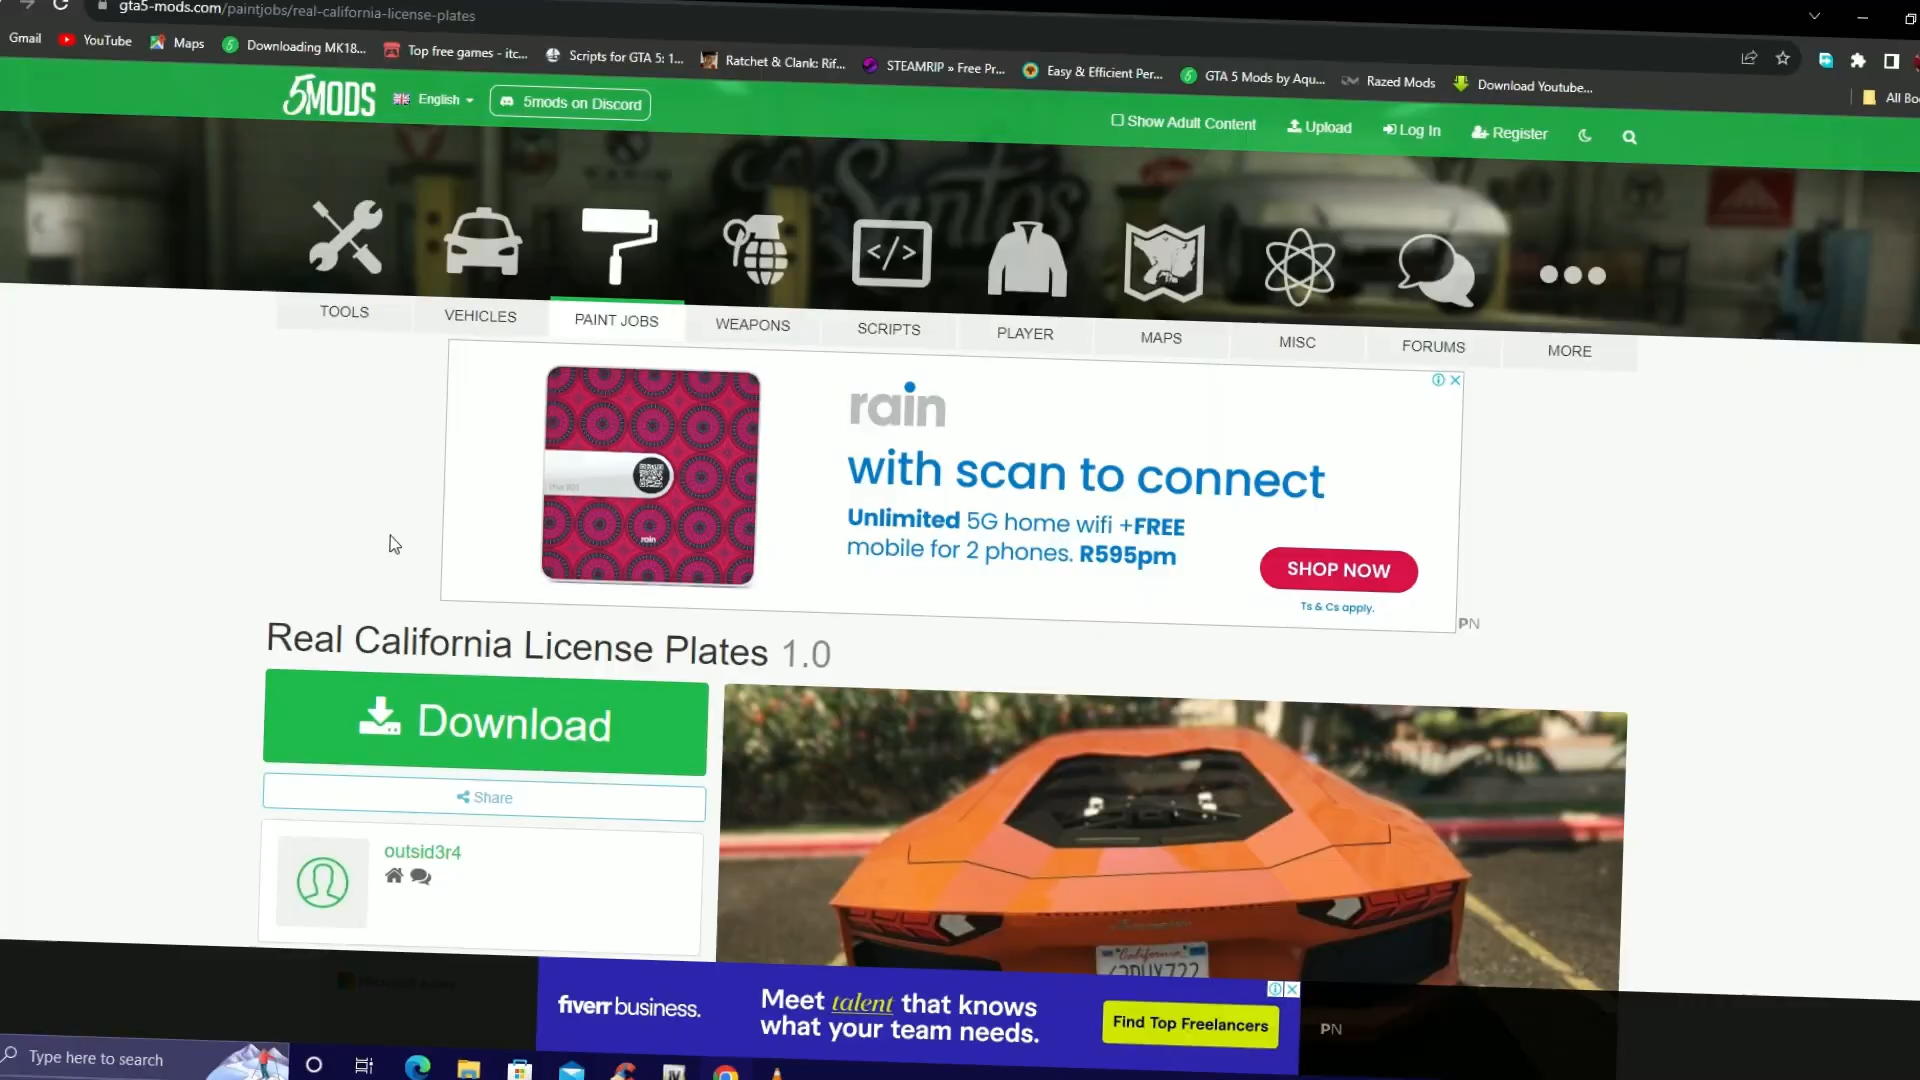 gta5-mods.com/paintjobs/real-california-license-plates
Gmail YouTube Maps Downloading MK18... Top free games - itc... Scripts for GTA 5: 1... Ratchet & Clank: Rif... STEAMRIP » Free Pr... Easy & Efficient Per... GTA 5 Mods by Aqu... Razed Mods Download Youtube...
All Bo
5MODS English 5mods on Discord Show Adult Content Upload Log In Register
TOOLS VEHICLES PAINT JOBS WEAPONS SCRIPTS PLAYER MAPS MISC FORUMS MORE
rain
with scan to connect
Unlimited 5G home wifi +FREE
mobile for 2 phones. R595pm
SHOP NOW
Ts & Cs apply.
rain
PN
Real California License Plates 1.0
Download
Share
outsid3r4
California
fiverr business.
Meet talent that knows
what your team needs.
Find Top Freelancers
PN
Type here to search